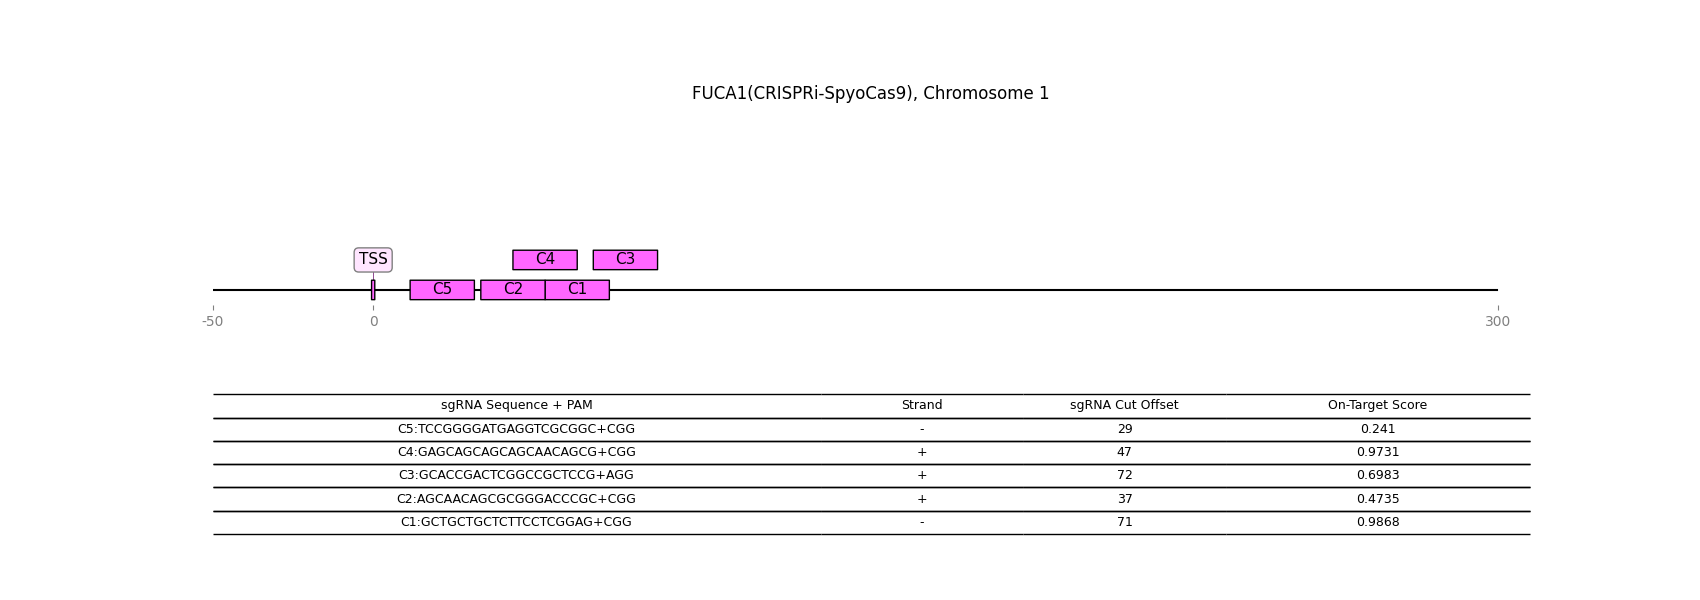 FUCA1(CRISPRi-SpyoCas9), Chromosome 1
TSS C4 C3
C5 C2 C1
-50 0 300
sgRNA Sequence + PAM Strand sgRNA Cut Offset On-Target Score
C5:TCCGGGGATGAGGTCGCGGC+CGG - 29 0.241
C4:GAGCAGCAGCAGCAACAGCG+CGG + 47 0.9731
C3:GCACCGACTCGGCCGCTCCG+AGG + 72 0.6983
C2:AGCAACAGCGCGGGACCCGC+CGG + 37 0.4735
C1:GCTGCTGCTCTTCCTCGGAG+CGG - 71 0.9868